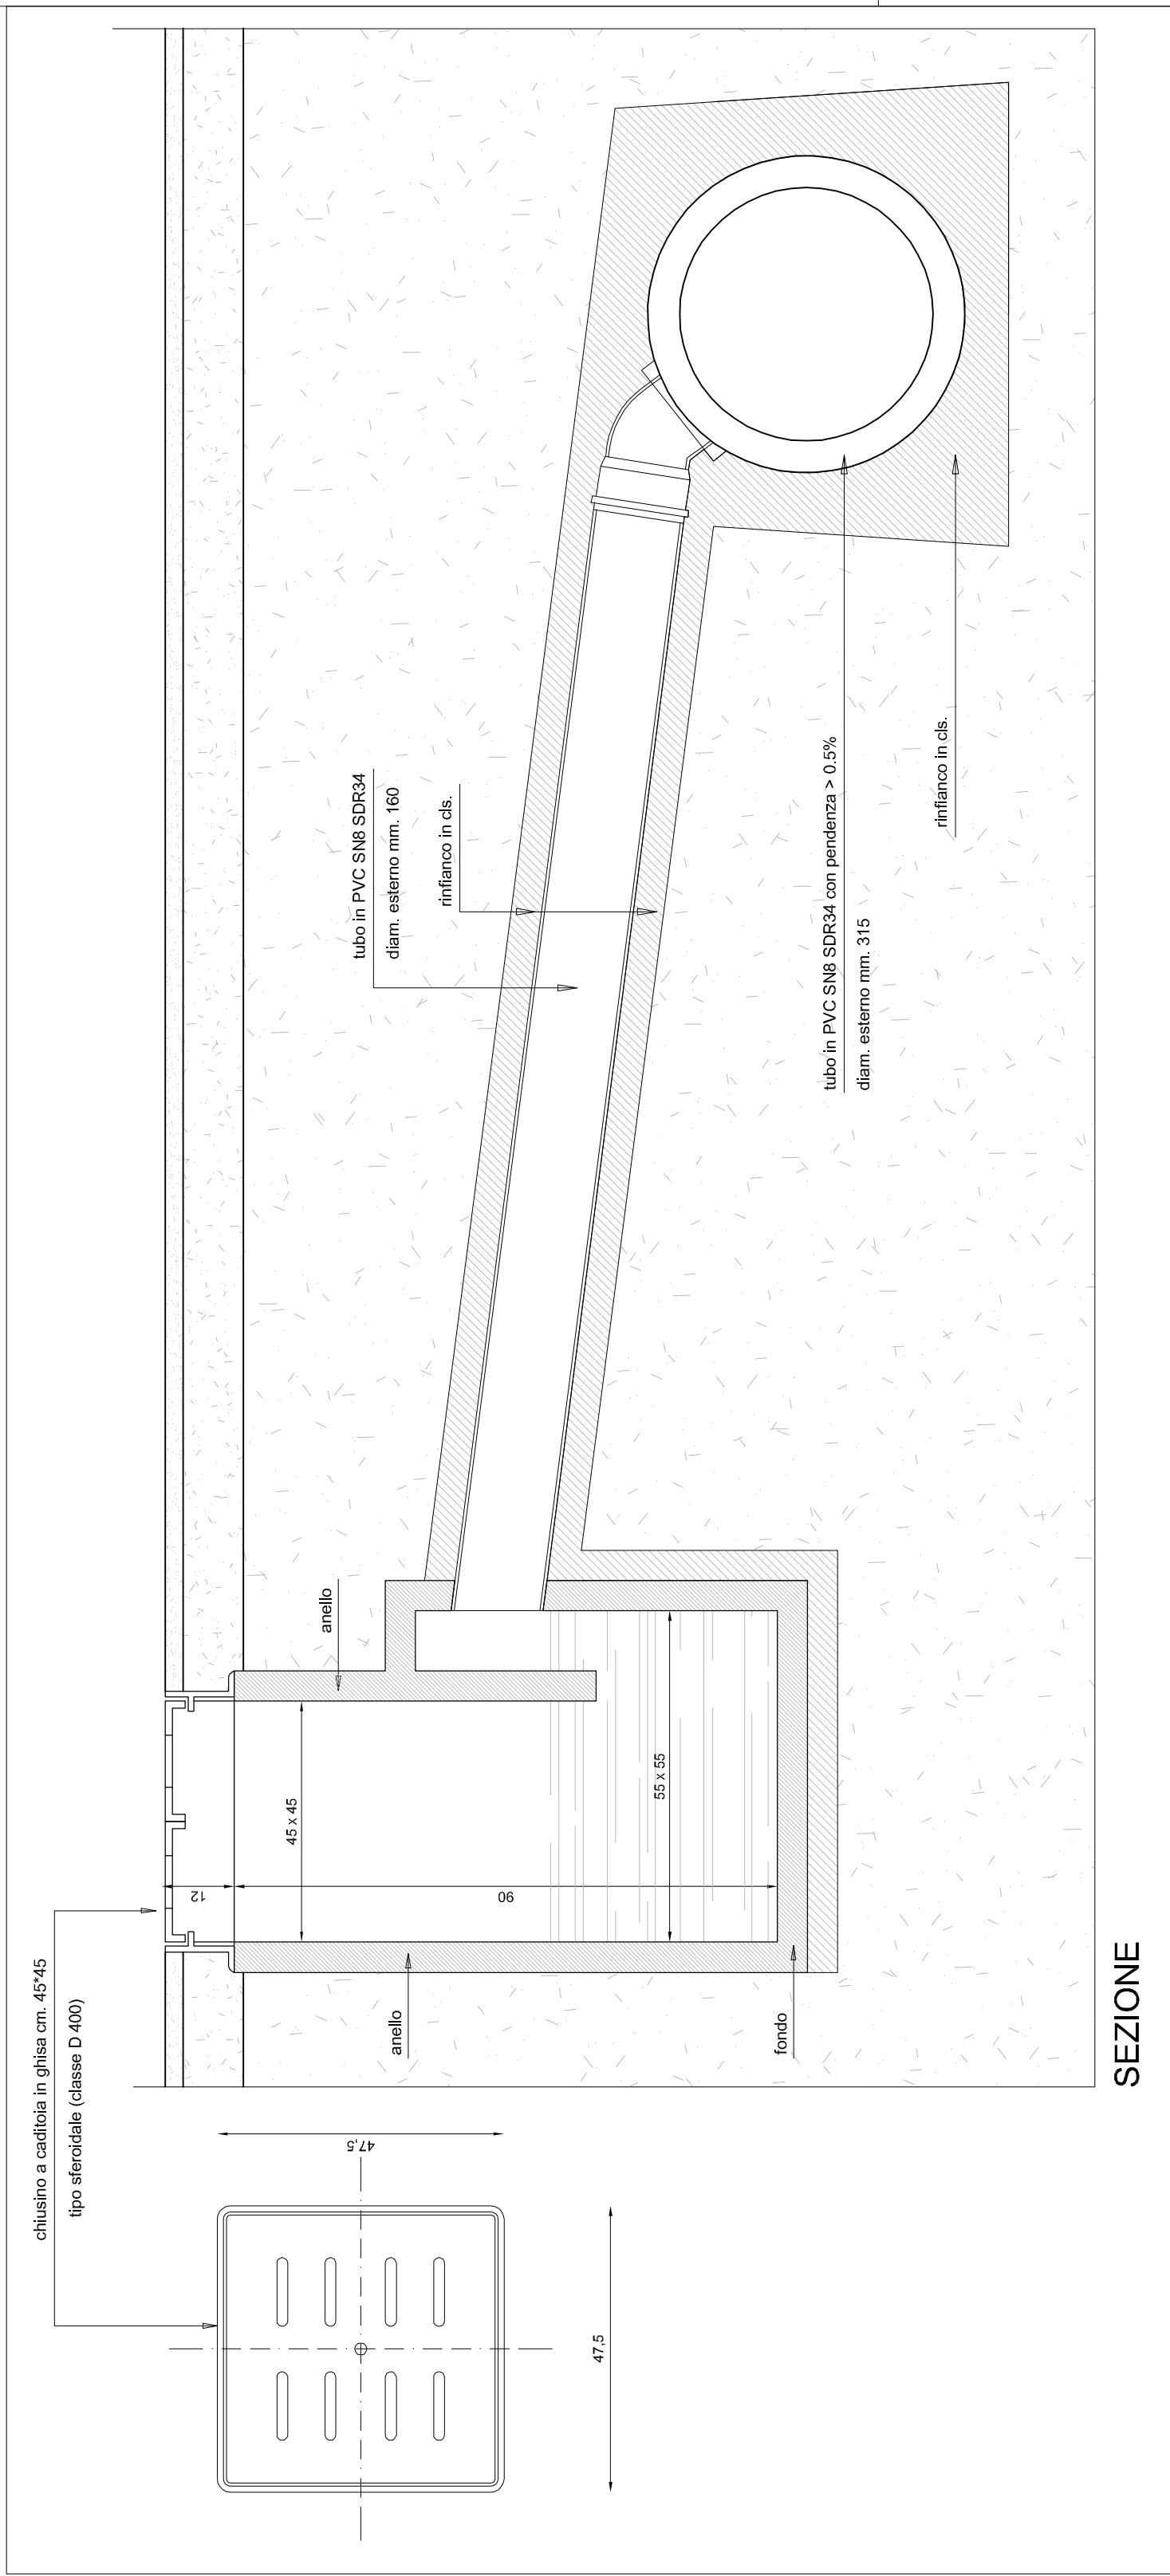 chiusino a caditoia in ghisa cm. 45*45
tipo sferoidale (classe D 400)
47,5
47,5
12
45 x 45
90
55 x 55
anello
anello
fondo
tubo in PVC SN8 SDR34
diam. esterno mm. 160
rinfianco in cls.
tubo in PVC SN8 SDR34 con pendenza > 0.5%
diam. esterno mm. 315
rinfianco in cls.
SEZIONE